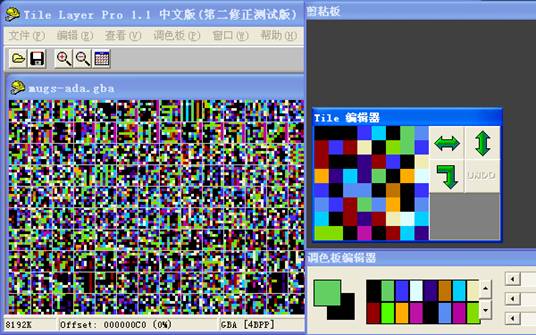 Tile Layer Pro 1.1 中文版(第二修正测试版)
文件(F) 编辑(E) 查看(V) 调色板(P) 窗口(W) 帮助(H)
mugs-ada.gba
8192K Offset: 000000C0 (0%) GBA [4BPP]
剪粘板
Tile 编辑器
UNDO
调色板编辑器